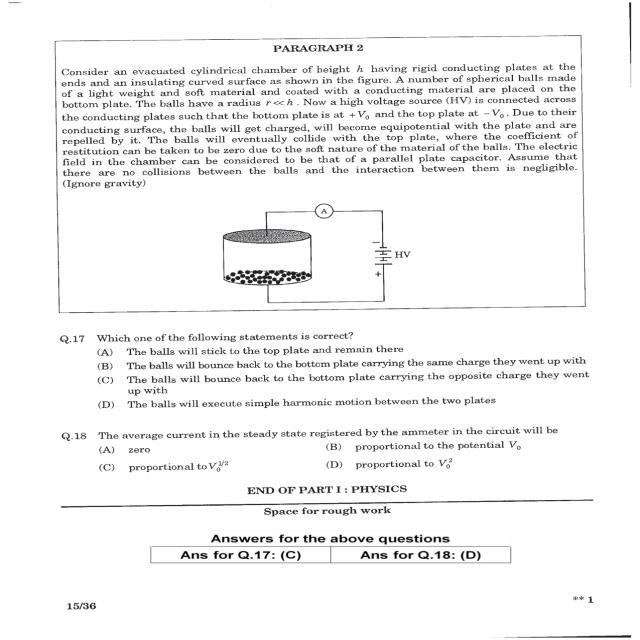 PARAGRAPH 2
Consider an evacuated cylindrical chamber of height h having rigid conducting plates at the
ends and an insulating curved surface as shown in the figure. A number of spherical balls made
of a light weight and soft material and coated with a conducting material are placed on the
bottom plate. The balls have a radius r << h. Now a high voltage source (HV) is connected across
the conducting plates such that the bottom plate is at +V₀ and the top plate at −V₀. Due to their
conducting surface, the balls will get charged, will become equipotential with the plate and are
repelled by it. The balls will eventually collide with the top plate, where the coefficient of
restitution can be taken to be zero due to the soft nature of the material of the balls. The electric
field in the chamber can be considered to be that of a parallel plate capacitor. Assume that
there are no collisions between the balls and the interaction between them is negligible.
(Ignore gravity)
A
−
HV
+
Q.17 Which one of the following statements is correct?
(A) The balls will stick to the top plate and remain there
(B) The balls will bounce back to the bottom plate carrying the same charge they went up with
(C) The balls will bounce back to the bottom plate carrying the opposite charge they went
up with
(D) The balls will execute simple harmonic motion between the two plates
Q.18 The average current in the steady state registered by the ammeter in the circuit will be
(A) zero (B) proportional to the potential V₀
(C) proportional to V₀^1/2 (D) proportional to V₀²
END OF PART I : PHYSICS
Space for rough work
Answers for the above questions
Ans for Q.17: (C) Ans for Q.18: (D)
15/36 ** 1